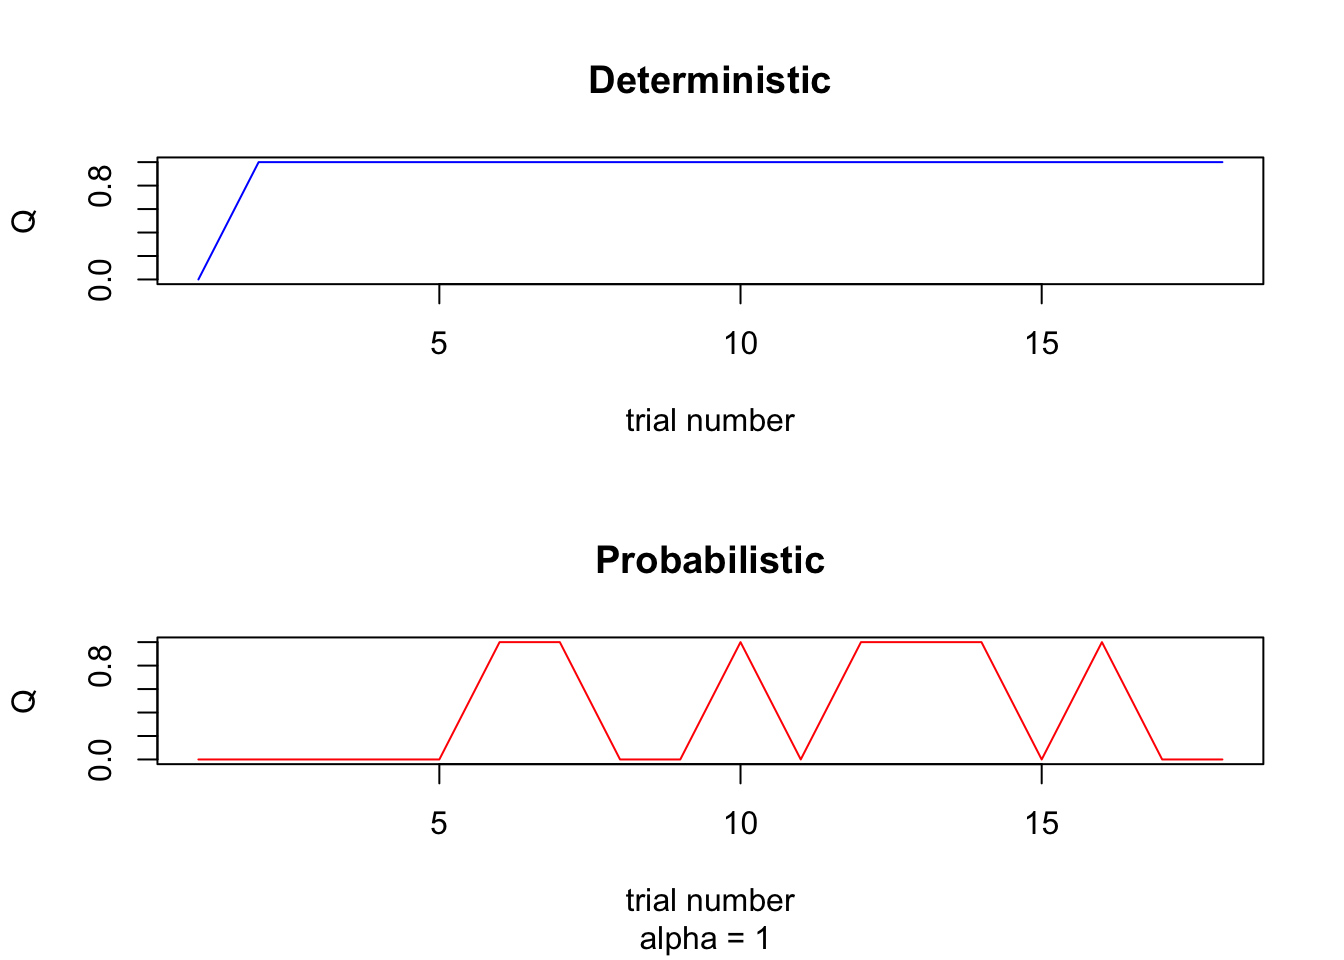 Deterministic
Q
0.8
0.0
5 10 15
trial number
Probabilistic
Q
0.8
0.0
5 10 15
trial number
alpha = 1